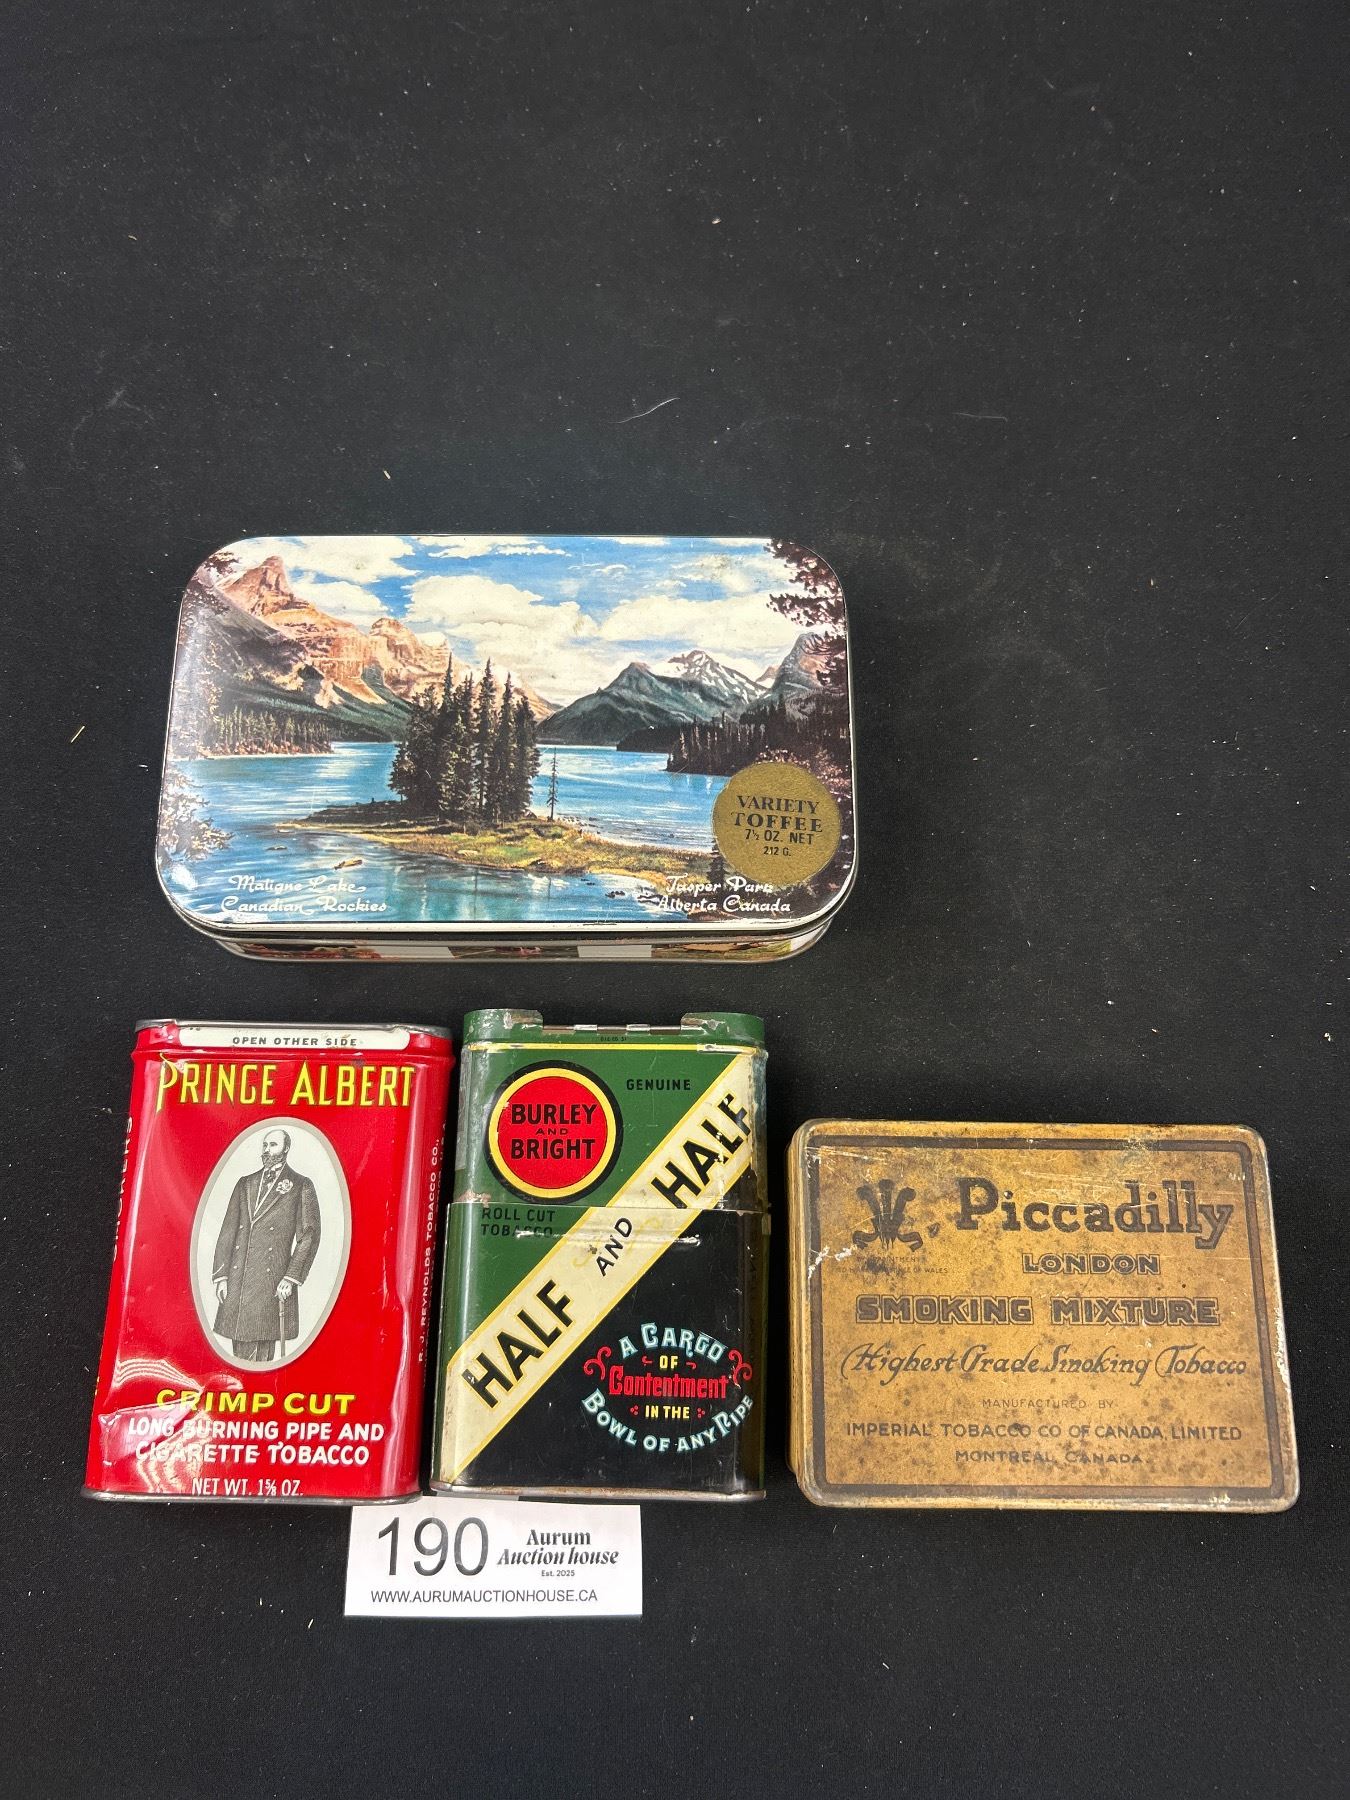 VARIETY
TOFFEE
7½ OZ. NET
212 G.
Maligne Lake
Canadian Rockies
Jasper Park
Alberta Canada
OPEN OTHER SIDE
PRINCE ALBERT
CRIMP CUT
LONG BURNING PIPE AND
CIGARETTE TOBACCO
NET WT. 1⅝ OZ.
R. J. REYNOLDS TOBACCO CO.,
GENUINE
BURLEY
AND
BRIGHT
ROLL CUT
TOBACCO
HALF AND HALF
A CARGO
OF
Contentment
IN THE
BOWL OF ANY PIPE
Piccadilly
LONDON
SMOKING MIXTURE
Highest Grade Smoking Tobacco
MANUFACTURED BY
IMPERIAL TOBACCO CO OF CANADA, LIMITED
MONTREAL, CANADA
190
Aurum
Auction house
Est. 2025
WWW.AURUMAUCTIONHOUSE.CA